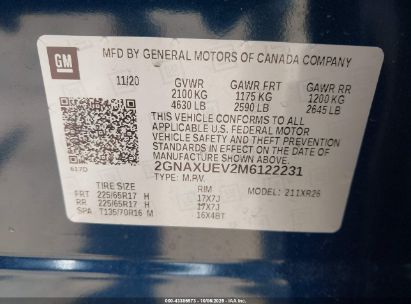 GM
MFD BY GENERAL MOTORS OF CANADA COMPANY
11/20 GVWR GAWR FRT GAWR RR
2100 KG 1175 KG 1200 KG
4630 LB 2590 LB 2645 LB
THIS VEHICLE CONFORMS TO ALL
APPLICABLE U.S. FEDERAL MOTOR
VEHICLE SAFETY AND THEFT PREVENTION
STANDARDS IN EFFECT ON THE DATE OF
MANUFACTURE SHOWN ABOVE.
617D 2GNAXUEV2M6122231
TYPE: M.P.V. MODEL: 211XR26
TIRE SIZE RIM
FRT 225/65R17 H 17X7J
RR 225/65R17 H 17X7J
SPA T135/70R16 M 16X4BT